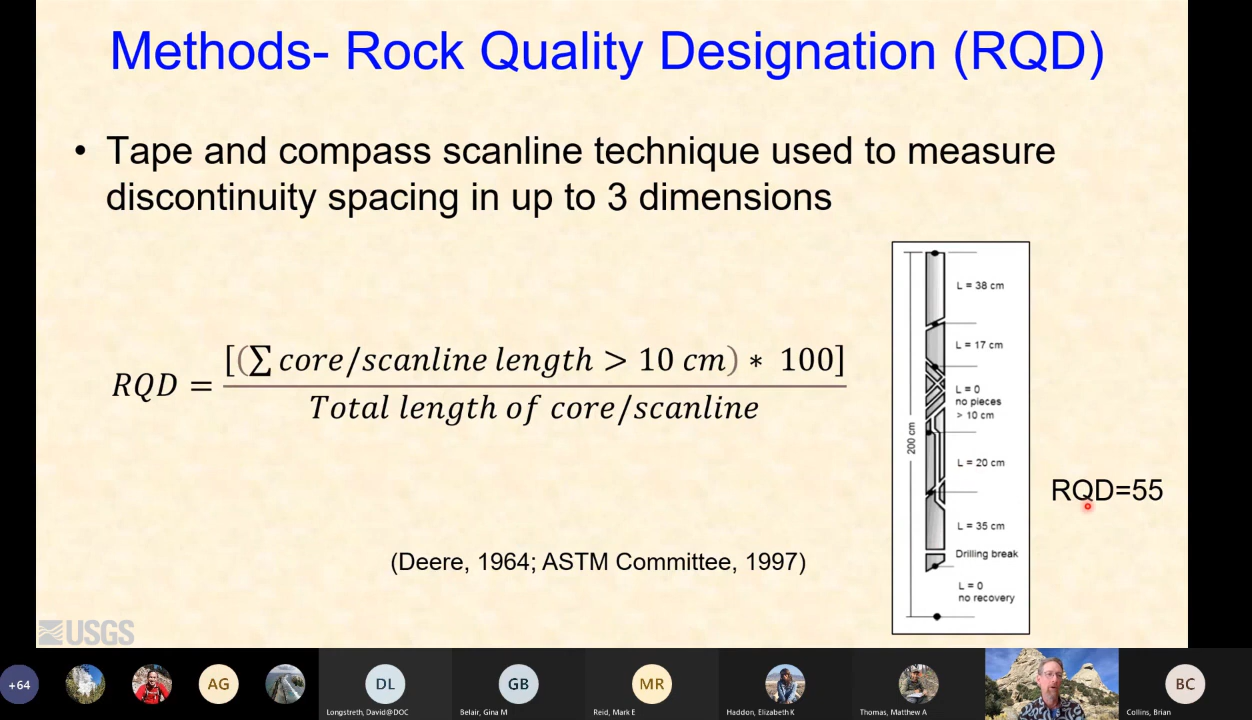 Methods- Rock Quality Designation (RQD)
• Tape and compass scanline technique used to measure
discontinuity spacing in up to 3 dimensions
RQD = [(∑ core/scanline length > 10 cm) * 100]
Total length of core/scanline
(Deere, 1964; ASTM Committee, 1997)
200 cm
L = 38 cm
L = 17 cm
L = 0
no pieces
> 10 cm
L = 20 cm
L = 35 cm
Drilling break
L = 0
no recovery
RQD=55
USGS
+64
AG
DL
Longstreth, David@DOC
GB
Belair, Gina M
MR
Reid, Mark E
Haddon, Elizabeth K
Thomas, Matthew A
BC
Collins, Brian